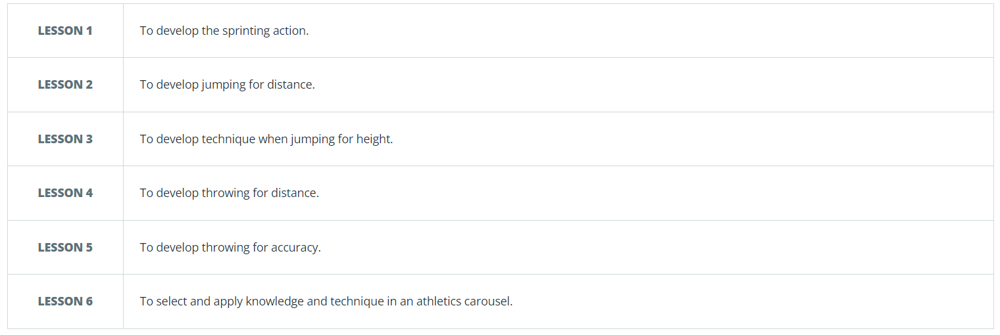 LESSON 1 To develop the sprinting action.
LESSON 2 To develop jumping for distance.
LESSON 3 To develop technique when jumping for height.
LESSON 4 To develop throwing for distance.
LESSON 5 To develop throwing for accuracy.
LESSON 6 To select and apply knowledge and technique in an athletics carousel.